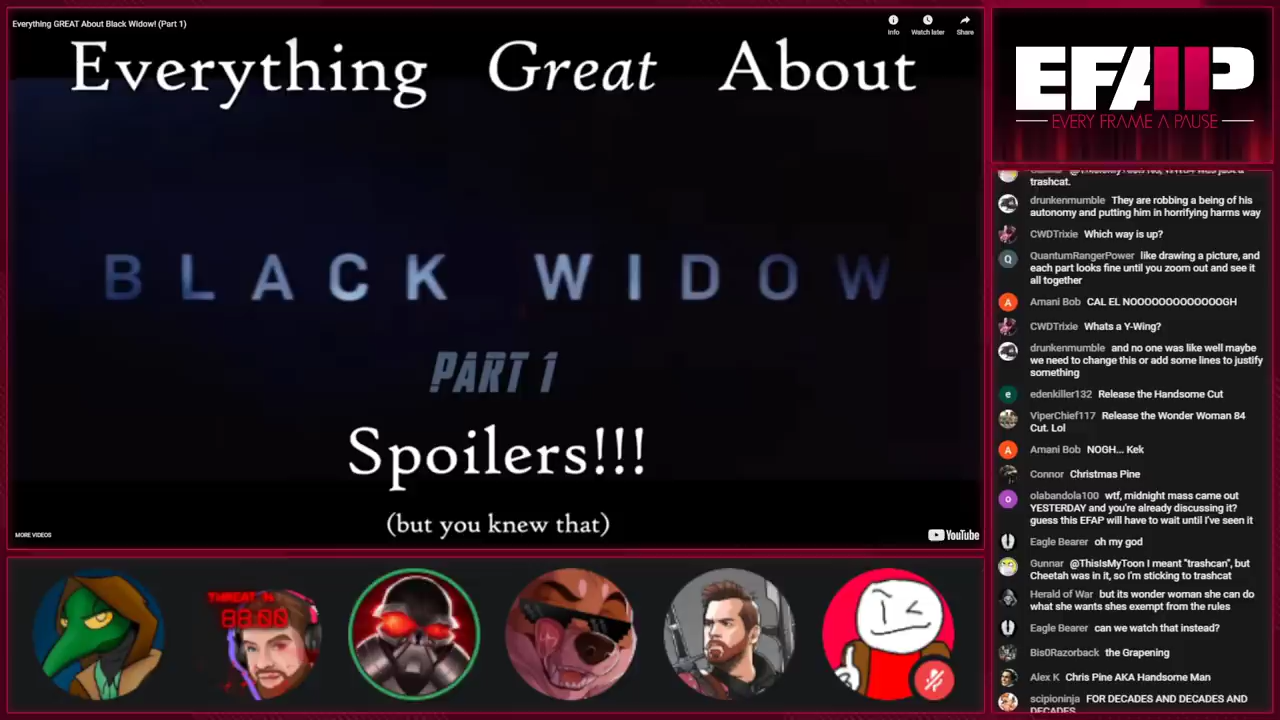 Everything GREAT About Black Widow! (Part 1)
Info
Watch later
Share
Everything Great About
BLACK WIDOW
PART 1
Spoilers!!!
(but you knew that)
MORE VIDEOS
YouTube
THREAT
88:00
EFAP
EVERY FRAME A PAUSE
trashcat.
drunkenmumble They are robbing a being of his
autonomy and putting him in horrifying harms way
CWDTrixie Which way is up?
QuantumRangerPower like drawing a picture, and
each part looks fine until you zoom out and see it
all together
Amani Bob CAL EL NOOOOOOOOOOOOOGH
CWDTrixie Whats a Y-Wing?
drunkenmumble and no one was like well maybe
we need to change this or add some lines to justify
something
edenkiller132 Release the Handsome Cut
ViperChief117 Release the Wonder Woman 84
Cut. Lol
Amani Bob NOGH... Kek
Connor Christmas Pine
olabandola100 wtf, midnight mass came out
YESTERDAY and you're already discussing it?
guess this EFAP will have to wait until I've seen it
Eagle Bearer oh my god
Gunnar @ThisIsMyToon I meant "trashcan", but
Cheetah was in it, so I'm sticking to trashcat
Herald of War but its wonder woman she can do
what she wants shes exempt from the rules
Eagle Bearer can we watch that instead?
Bis0Razorback the Grapening
Alex K Chris Pine AKA Handsome Man
scipioninja FOR DECADES AND DECADES AND
DECADES